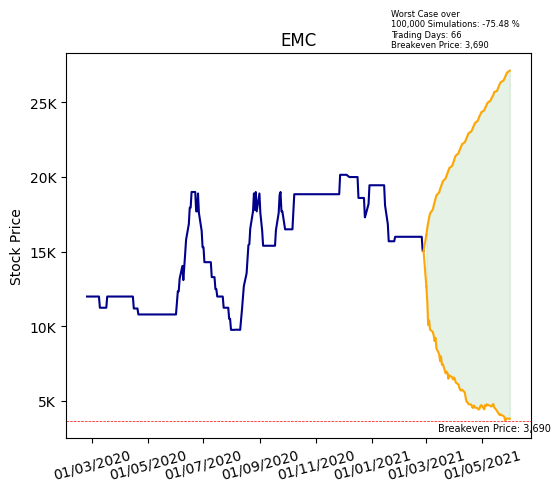 Worst Case over
100,000 Simulations: -75.48 %
Trading Days: 66
Breakeven Price: 3,690
EMC
Stock Price
25K
20K
15K
10K
5K
Breakeven Price: 3,690
01/03/2020
01/05/2020
01/07/2020
01/09/2020
01/11/2020
01/01/2021
01/03/2021
01/05/2021